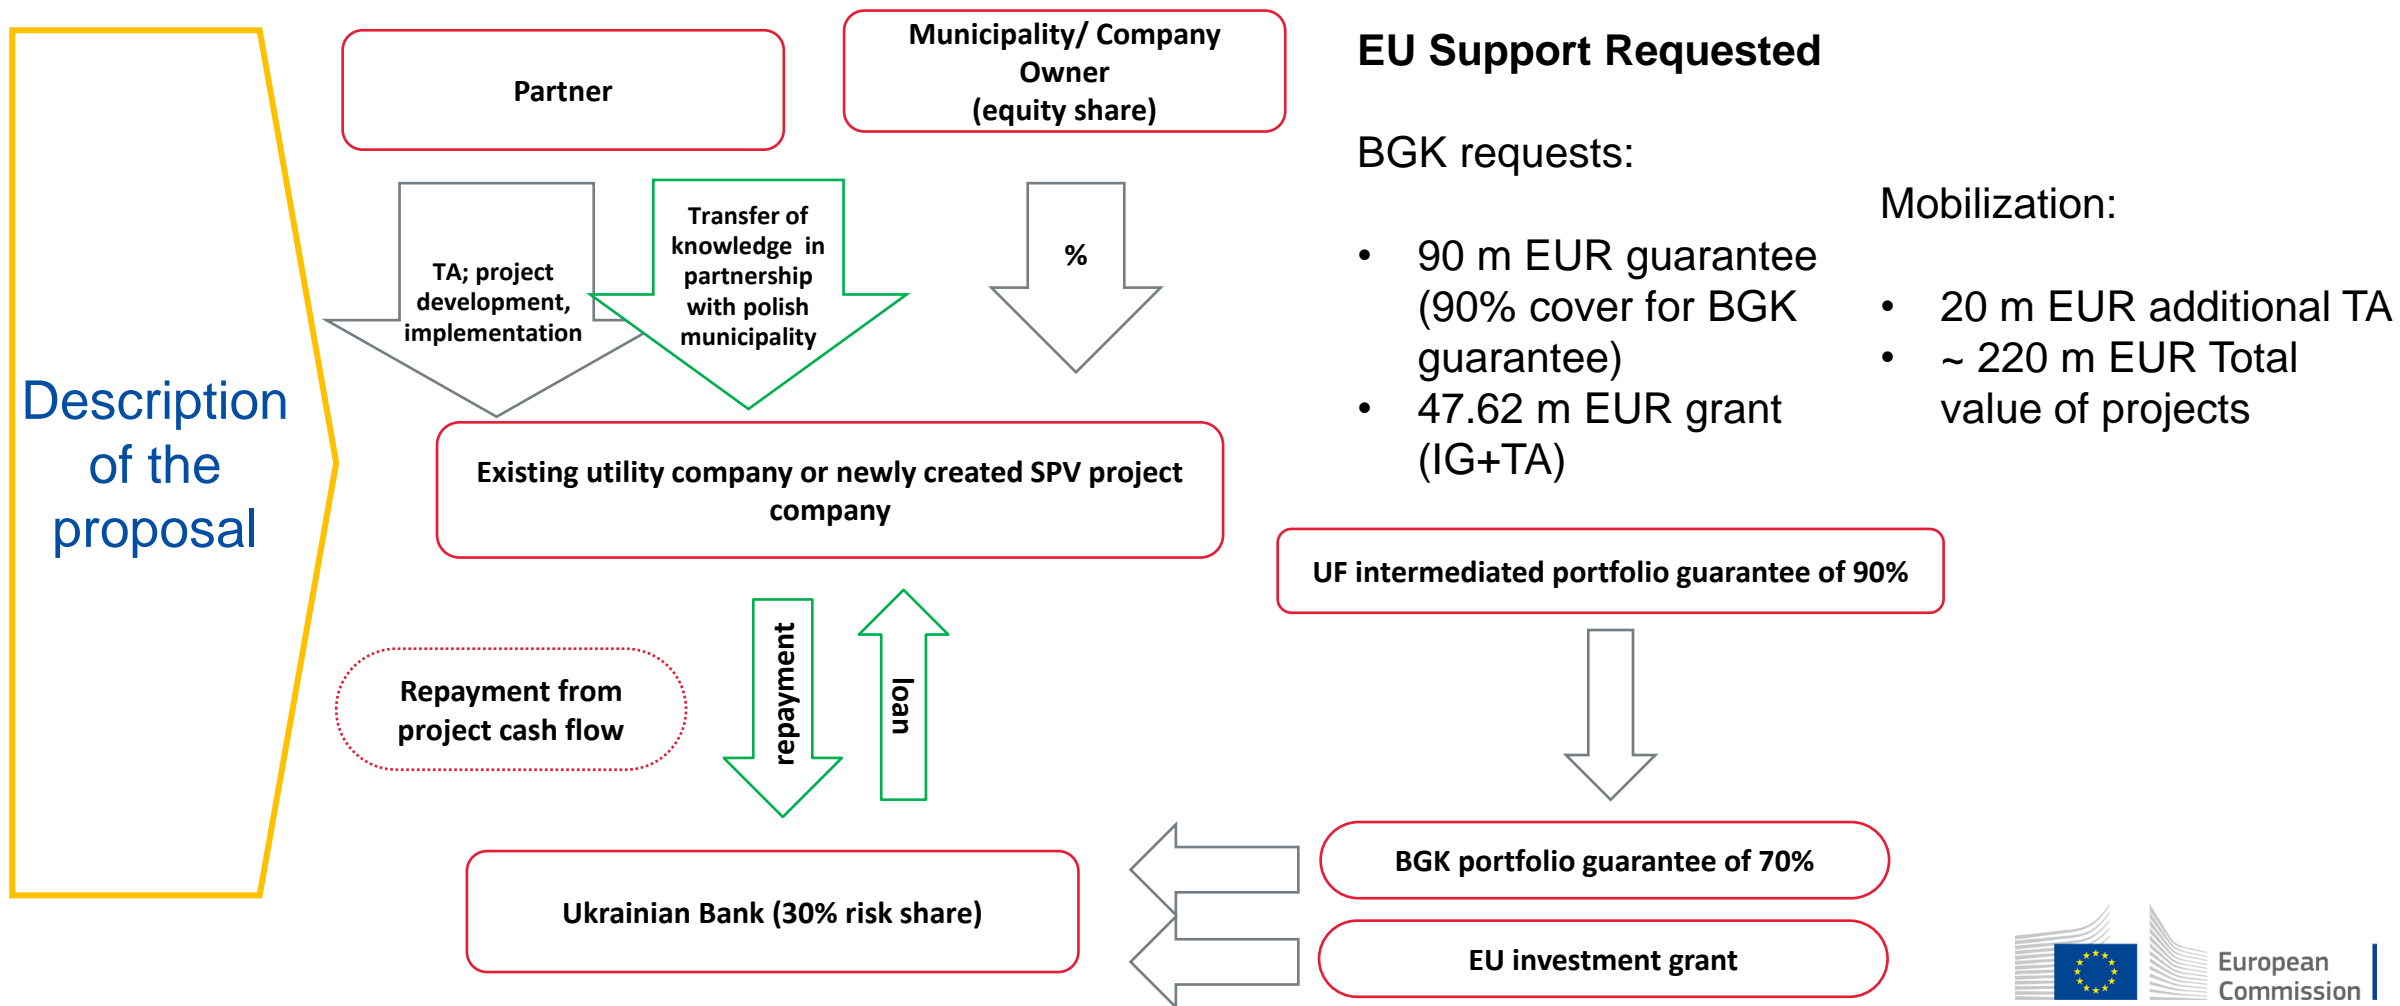 Description
of the
proposal
Partner
Municipality/ Company
Owner
(equity share)
TA; project
development,
implementation
Transfer of
knowledge in
partnership
with polish
municipality
%
Existing utility company or newly created SPV project
company
Repayment from
project cash flow
repayment
loan
Ukrainian Bank (30% risk share)
EU Support Requested
BGK requests:
• 90 m EUR guarantee
(90% cover for BGK
guarantee)
• 47.62 m EUR grant
(IG+TA)
Mobilization:
• 20 m EUR additional TA
• ~ 220 m EUR Total
value of projects
UF intermediated portfolio guarantee of 90%
BGK portfolio guarantee of 70%
EU investment grant
European
Commission